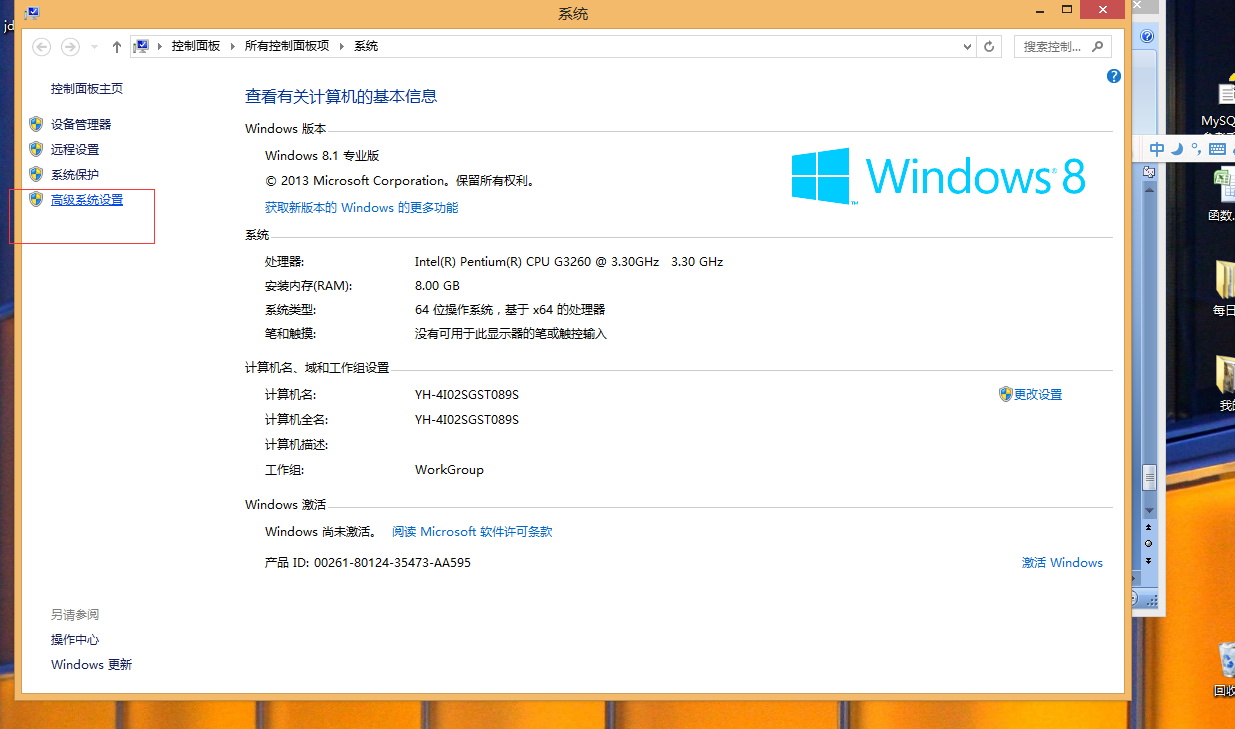 系统
jd
控制面板 所有控制面板项 系统
搜索控制...
控制面板主页
设备管理器
远程设置
系统保护
高级系统设置
查看有关计算机的基本信息
Windows 版本
Windows 8.1 专业版
© 2013 Microsoft Corporation。保留所有权利。
获取新版本的 Windows 的更多功能
Windows 8
系统
处理器: Intel(R) Pentium(R) CPU G3260 @ 3.30GHz 3.30 GHz
安装内存(RAM): 8.00 GB
系统类型: 64 位操作系统，基于 x64 的处理器
笔和触摸: 没有可用于此显示器的笔或触控输入
计算机名、域和工作组设置
计算机名: YH-4I02SGST089S
更改设置
计算机全名: YH-4I02SGST089S
计算机描述:
工作组: WorkGroup
Windows 激活
Windows 尚未激活。 阅读 Microsoft 软件许可条款
产品 ID: 00261-80124-35473-AA595
激活 Windows
另请参阅
操作中心
Windows 更新
MySQ
中
函数.
每日
我的
回收